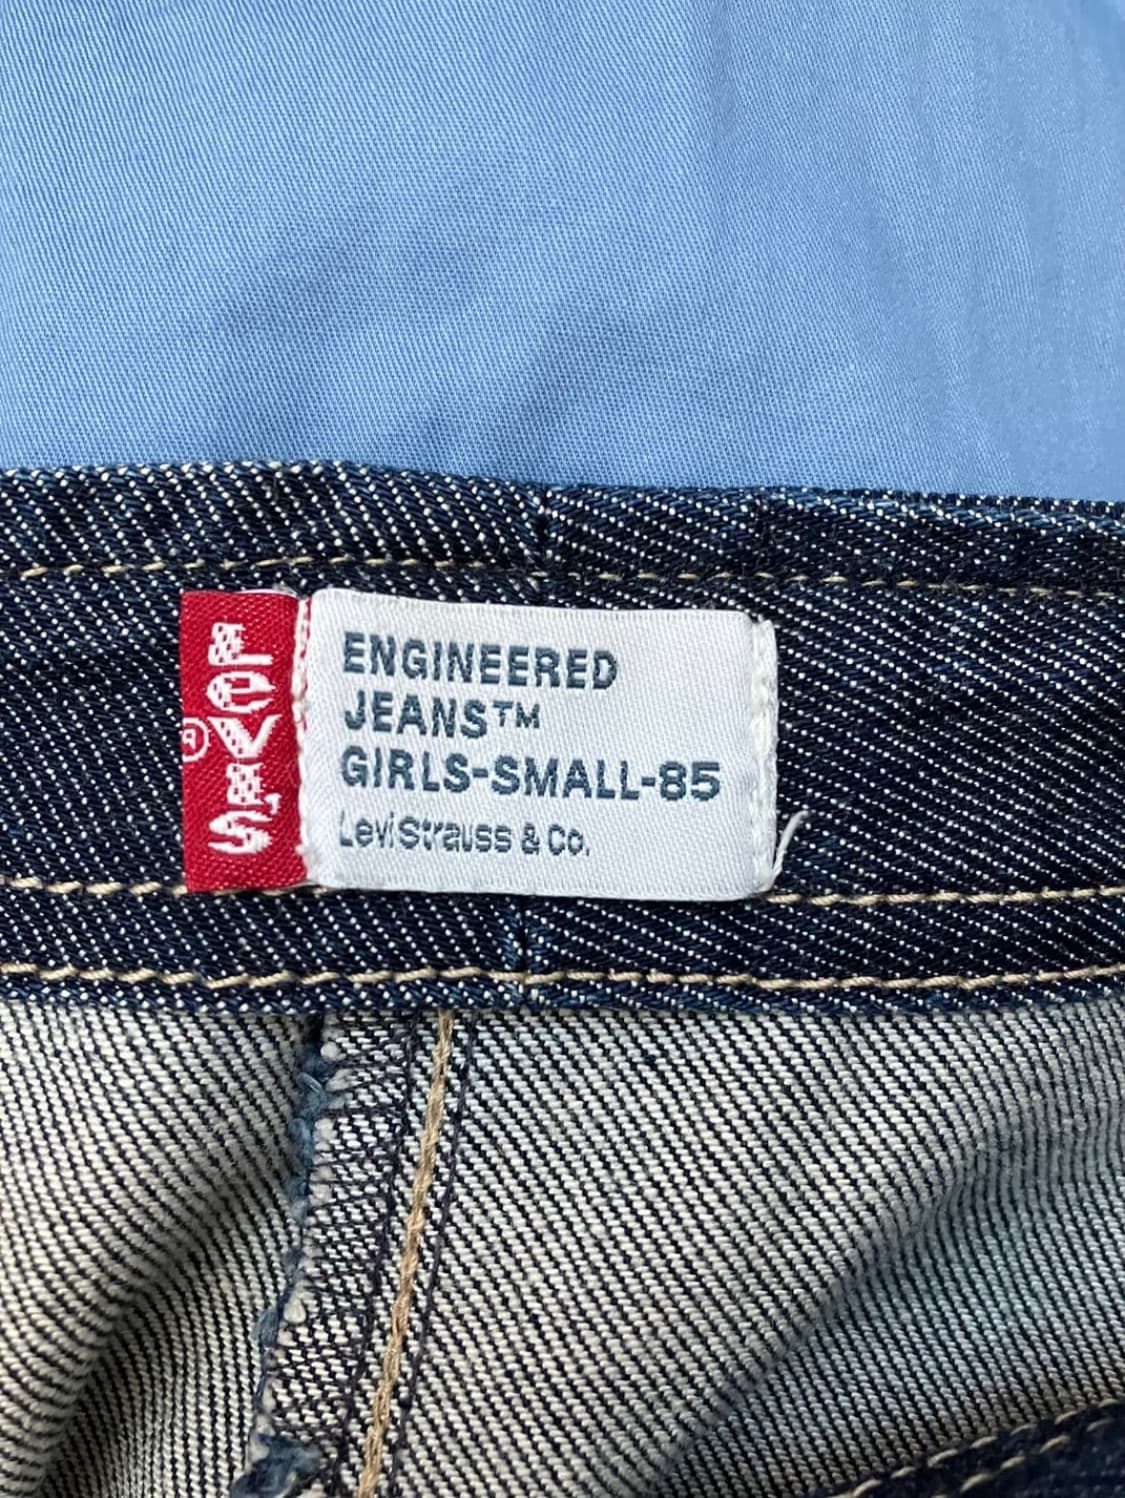 LEVI'S
®
ENGINEERED
JEANS™
GIRLS-SMALL-85
Levi Strauss & Co.